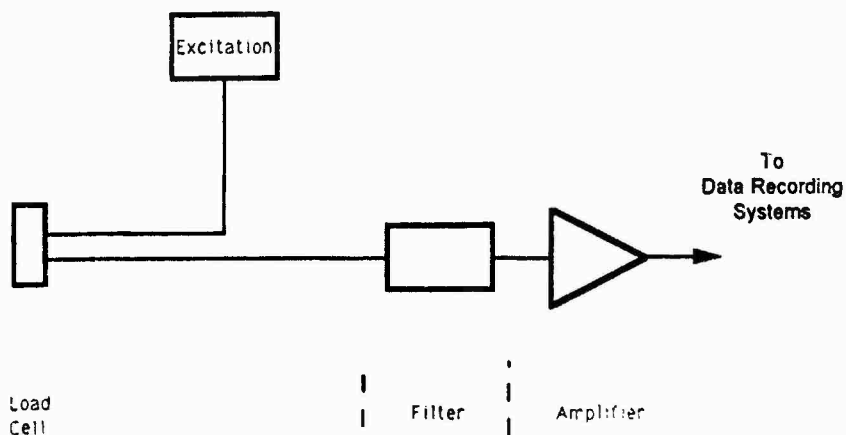 Excitation
To
Data Recording
Systems
Load
Cell
Filter
Amplifier